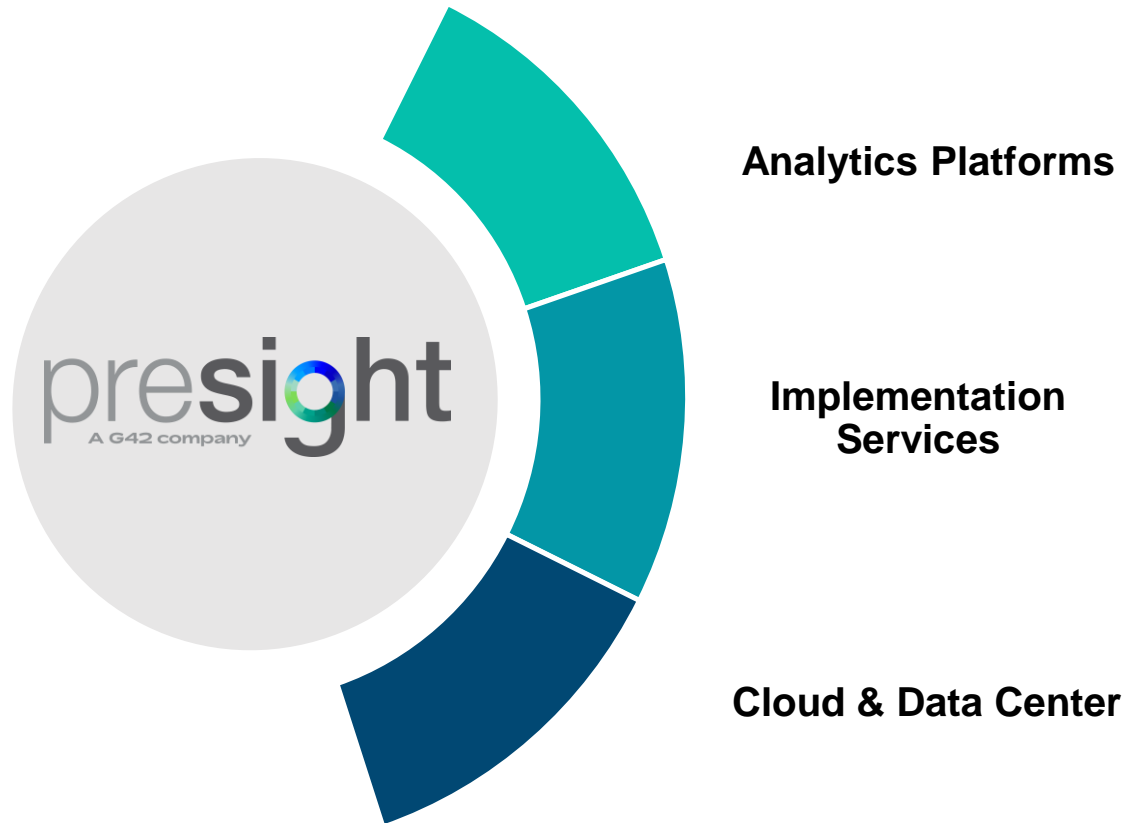 Analytics Platforms
presight
A G42 company
Implementation
Services
Cloud & Data Center